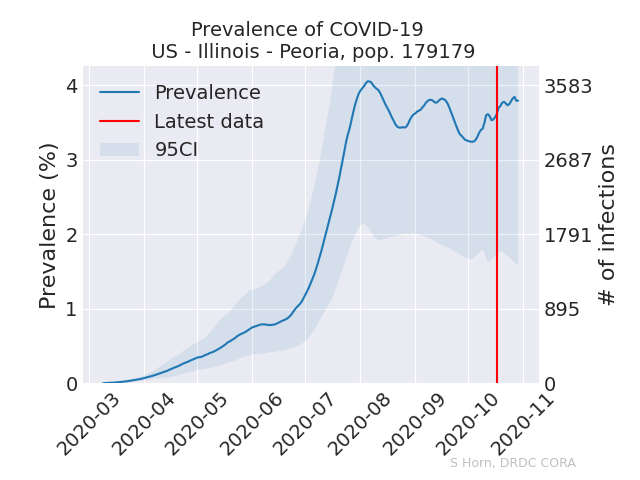 Prevalence of COVID-19
US - Illinois - Peoria, pop. 179179
Prevalence
Latest data
95CI
Prevalence (%)
4
3
2
1
0
3583
2687
1791
895
0
# of infections
2020-03
2020-04
2020-05
2020-06
2020-07
2020-08
2020-09
2020-10
2020-11
S Horn, DRDC CORA